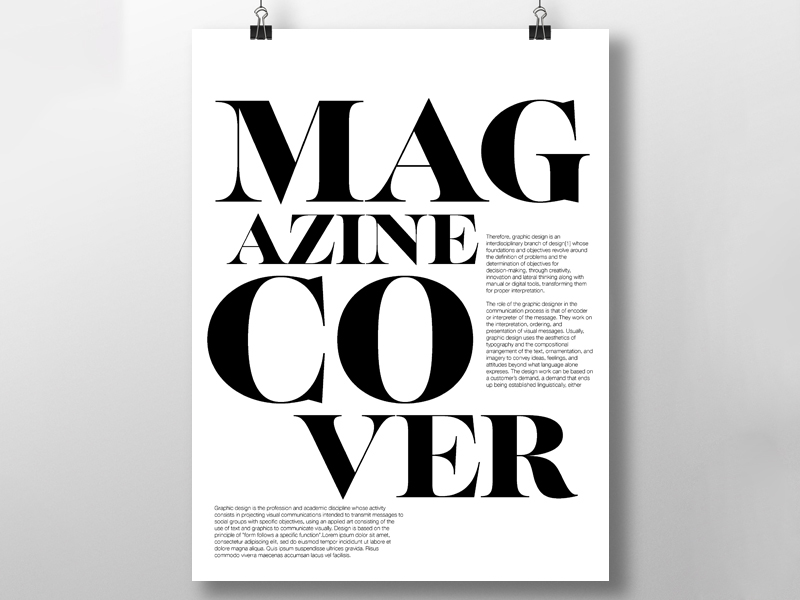 MAG
AZINE
CO
VER
Therefore, graphic design is an
interdisciplinary branch of design[1] whose
foundations and objectives revolve around
the definition of problems and the
determination of objectives for
decision-making, through creativity,
innovation and lateral thinking along with
manual or digital tools, transforming them
for proper interpretation.
The role of the graphic designer in the
communication process is that of encoder
or interpreter of the message. They work on
the interpretation, ordering, and
presentation of visual messages. Usually,
graphic design uses the aesthetics of
typography and the compositional
arrangement of the text, ornamentation, and
imagery to convey ideas, feelings, and
attitudes beyond what language alone
expreses. The design work can be based on
a customer's demand, a demand that ends
up being established linguistically, either
Graphic design is the profession and academic discipline whose activity
consists in projecting visual communications intended to transmit messages to
social groups with specific objectives, using an applied art consisting of the
use of text and graphics to communicate visually. Design is based on the
principle of "form follows a specific function".Lorem ipsum dolor sit amet,
consectetur adipiscing elit, sed do eiusmod tempor incididunt ut labore et
dolore magna aliqua. Quis ipsum suspendisse ultrices gravida. Risus
commodo viverra maecenas accumsan lacus vel facilisis.